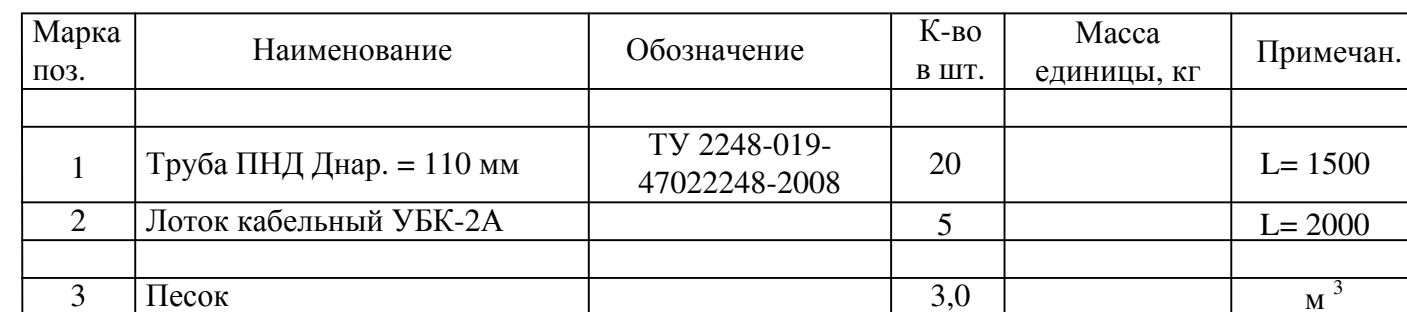 Марка поз. Наименование Обозначение К-во в шт. Масса единицы, кг Примечан.
1 Труба ПНД Днар. = 110 мм ТУ 2248-019-47022248-2008 20 L= 1500
2 Лоток кабельный УБК-2А 5 L= 2000
3 Песок 3,0 м 3